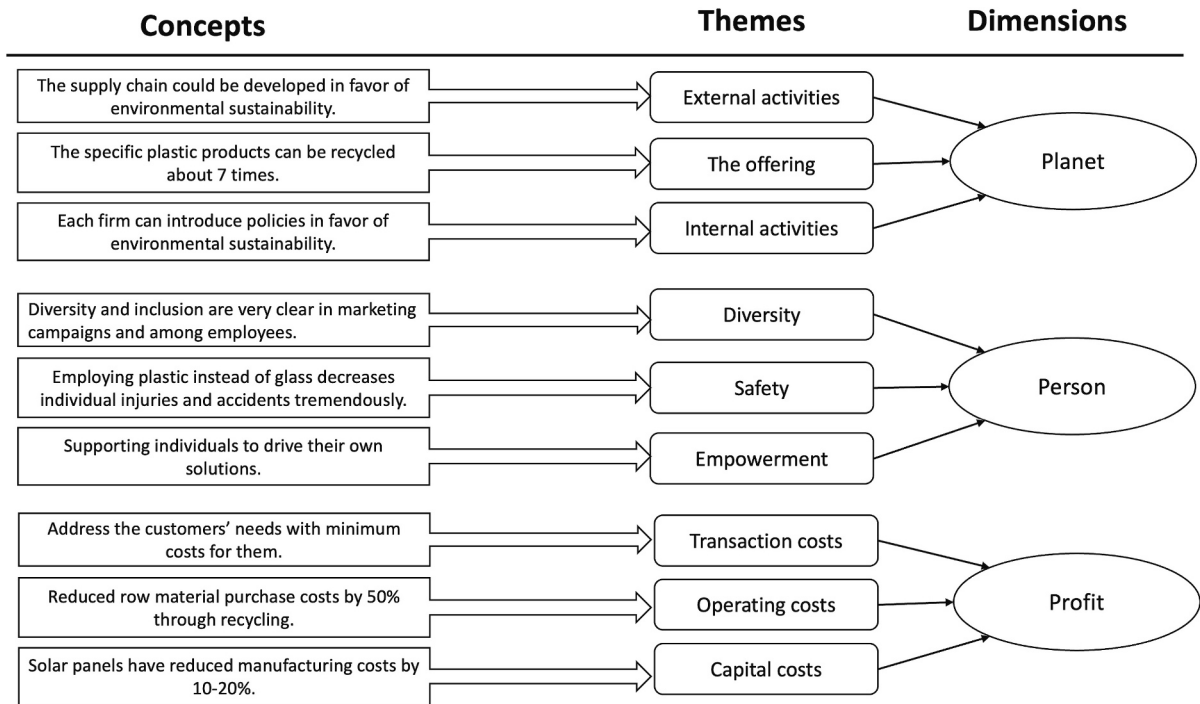 Concepts Themes Dimensions
The supply chain could be developed in favor of
environmental sustainability.
External activities
The specific plastic products can be recycled
about 7 times.
The offering
Planet
Each firm can introduce policies in favor of
environmental sustainability.
Internal activities
Diversity and inclusion are very clear in marketing
campaigns and among employees.
Diversity
Employing plastic instead of glass decreases
individual injuries and accidents tremendously.
Safety
Person
Supporting individuals to drive their own
solutions.
Empowerment
Address the customers’ needs with minimum
costs for them.
Transaction costs
Reduced row material purchase costs by 50%
through recycling.
Operating costs
Profit
Solar panels have reduced manufacturing costs by
10-20%.
Capital costs